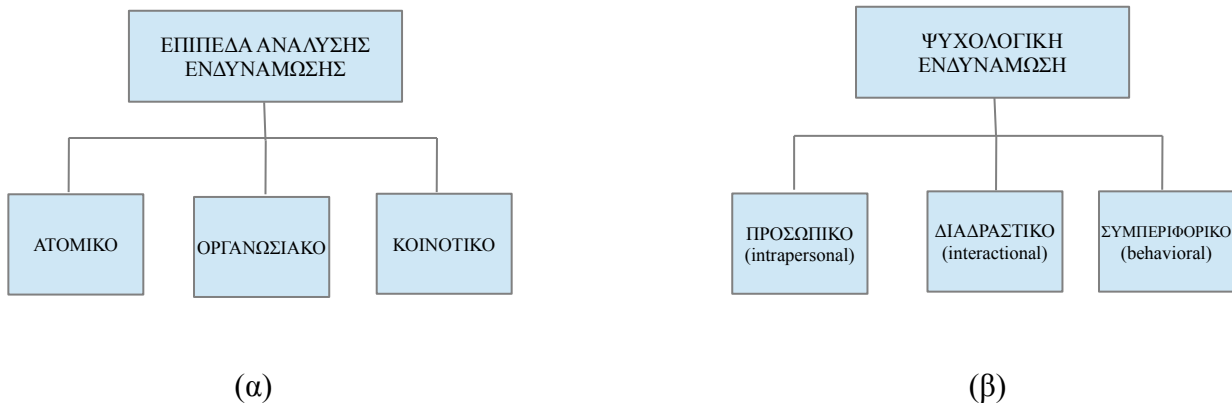 ΕΠΙΠΕΔΑ ΑΝΑΛΥΣΗΣ
ΕΝΔΥΝΑΜΩΣΗΣ
ΑΤΟΜΙΚΟ
ΟΡΓΑΝΩΣΙΑΚΟ
ΚΟΙΝΟΤΙΚΟ
(α)
ΨΥΧΟΛΟΓΙΚΗ
ΕΝΔΥΝΑΜΩΣΗ
ΠΡΟΣΩΠΙΚΟ
(intrapersonal)
ΔΙΑΔΡΑΣΤΙΚΟ
(interactional)
ΣΥΜΠΕΡΙΦΟΡΙΚΟ
(behavioral)
(β)